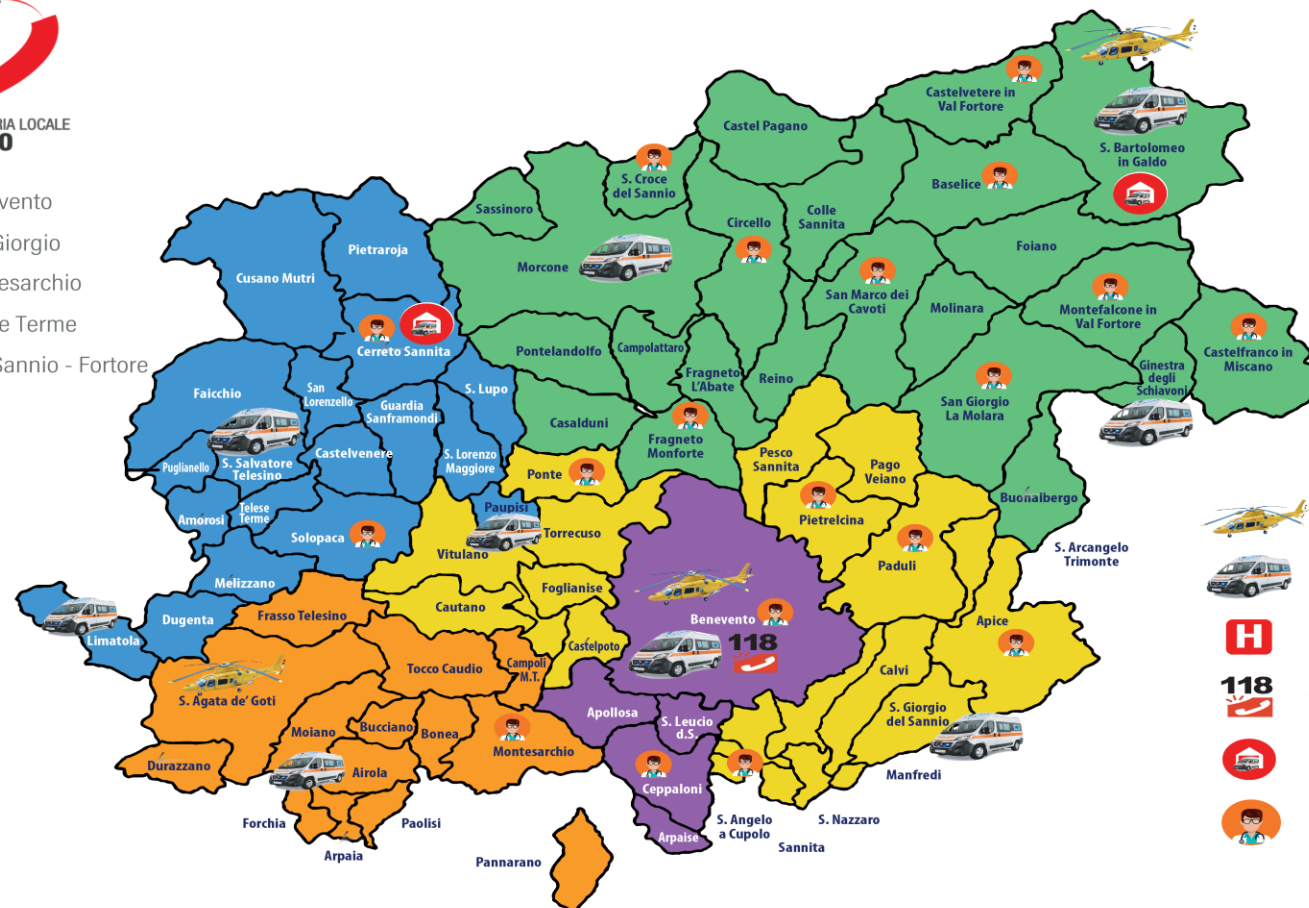 RIA LOCALE
O
vento
Giorgio
esarchio
e Terme
Sannio - Fortore
Castelvetere in
Val Fortore
Castel Pagano
S. Bartolomeo
in Galdo
S. Croce
del Sannio
Baselice
Sassinoro
Circello
Colle
Sannita
Foiano
Pietraroja
Cusano Mutri
Morcone
San Marco dei
Cavoti
Molinara
Montefalcone in
Val Fortore
Cerreto Sannita
Pontelandolfo
Campolattaro
Castelfranco in
Miscano
Fragneto
L'Abate
Reino
Ginestra
degli
Schiavoni
Faicchio
San
Lorenzello
S. Lupo
Guardia
Sanframondi
San Giorgio
La Molara
Casalduni
Fragneto
Monforte
Puglianello
S. Salvatore
Telesino
Castelvenere
S. Lorenzo
Maggiore
Ponte
Pesco
Sannita
Pago
Veiano
Buonalbergo
Amorosi
Telese
Terme
Paupisi
Pietrelcina
Solopaca
Vitulano
Torrecuso
S. Arcangelo
Trimonte
Paduli
Melizzano
Foglianise
Frasso Telesino
Cautano
Dugenta
Limatola
Benevento
118
Apice
Castelpoto
Tocco Caudio
Campoli
M.T.
Calvi
S. Agata de' Goti
H
118
Apollosa
S. Leucio
d.S.
S. Giorgio
del Sannio
Moiano
Bucciano
Bonea
Montesarchio
Durazzano
Airola
Manfredi
Ceppaloni
Forchia
Paolisi
S. Angelo
a Cupolo
S. Nazzaro
Arpaise
Sannita
Arpaia
Pannarano